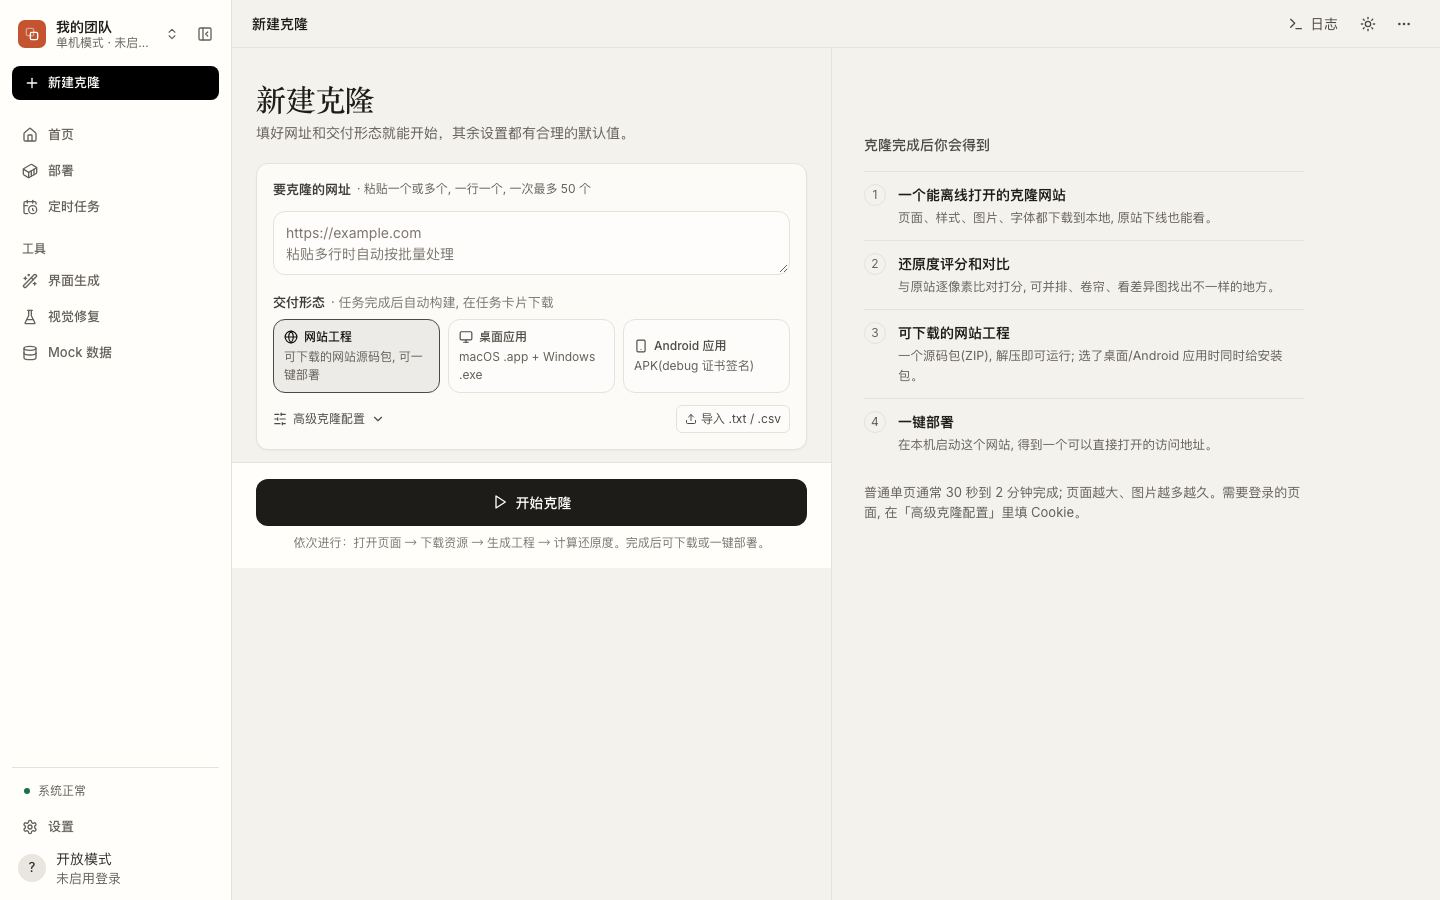 我的团队
单机模式 · 未启...
新建克隆
首页
部署
定时任务
工具
界面生成
视觉修复
Mock 数据
系统正常
设置
?
开放模式
未启用登录
新建克隆
日志
新建克隆
填好网址和交付形态就能开始，其余设置都有合理的默认值。
要克隆的网址 · 粘贴一个或多个, 一行一个, 一次最多 50 个
https://example.com
粘贴多行时自动按批量处理
交付形态 · 任务完成后自动构建, 在任务卡片下载
网站工程
可下载的网站源码包, 可一
键部署
桌面应用
macOS .app + Windows
.exe
Android 应用
APK(debug 证书签名)
高级克隆配置
导入 .txt / .csv
开始克隆
依次进行：打开页面 → 下载资源 → 生成工程 → 计算还原度。完成后可下载或一键部署。
克隆完成后你会得到
1 一个能离线打开的克隆网站
页面、样式、图片、字体都下载到本地, 原站下线也能看。
2 还原度评分和对比
与原站逐像素比对打分, 可并排、卷帘、看差异图找出不一样的地方。
3 可下载的网站工程
一个源码包(ZIP), 解压即可运行; 选了桌面/Android 应用时同时给安装
包。
4 一键部署
在本机启动这个网站, 得到一个可以直接打开的访问地址。
普通单页通常 30 秒到 2 分钟完成; 页面越大、图片越多越久。需要登录的页
面, 在「高级克隆配置」里填 Cookie。